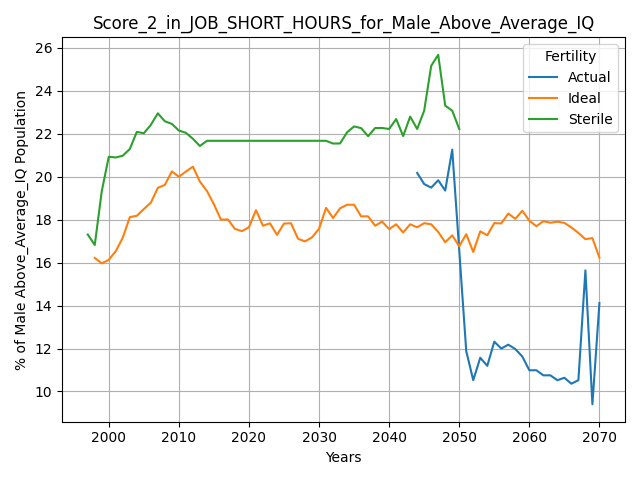 Score_2_in_JOB_SHORT_HOURS_for_Male_Above_Average_IQ
Fertility
Actual
Ideal
Sterile
% of Male Above_Average_IQ Population
26
24
22
20
18
16
14
12
10
2000 2010 2020 2030 2040 2050 2060 2070
Years